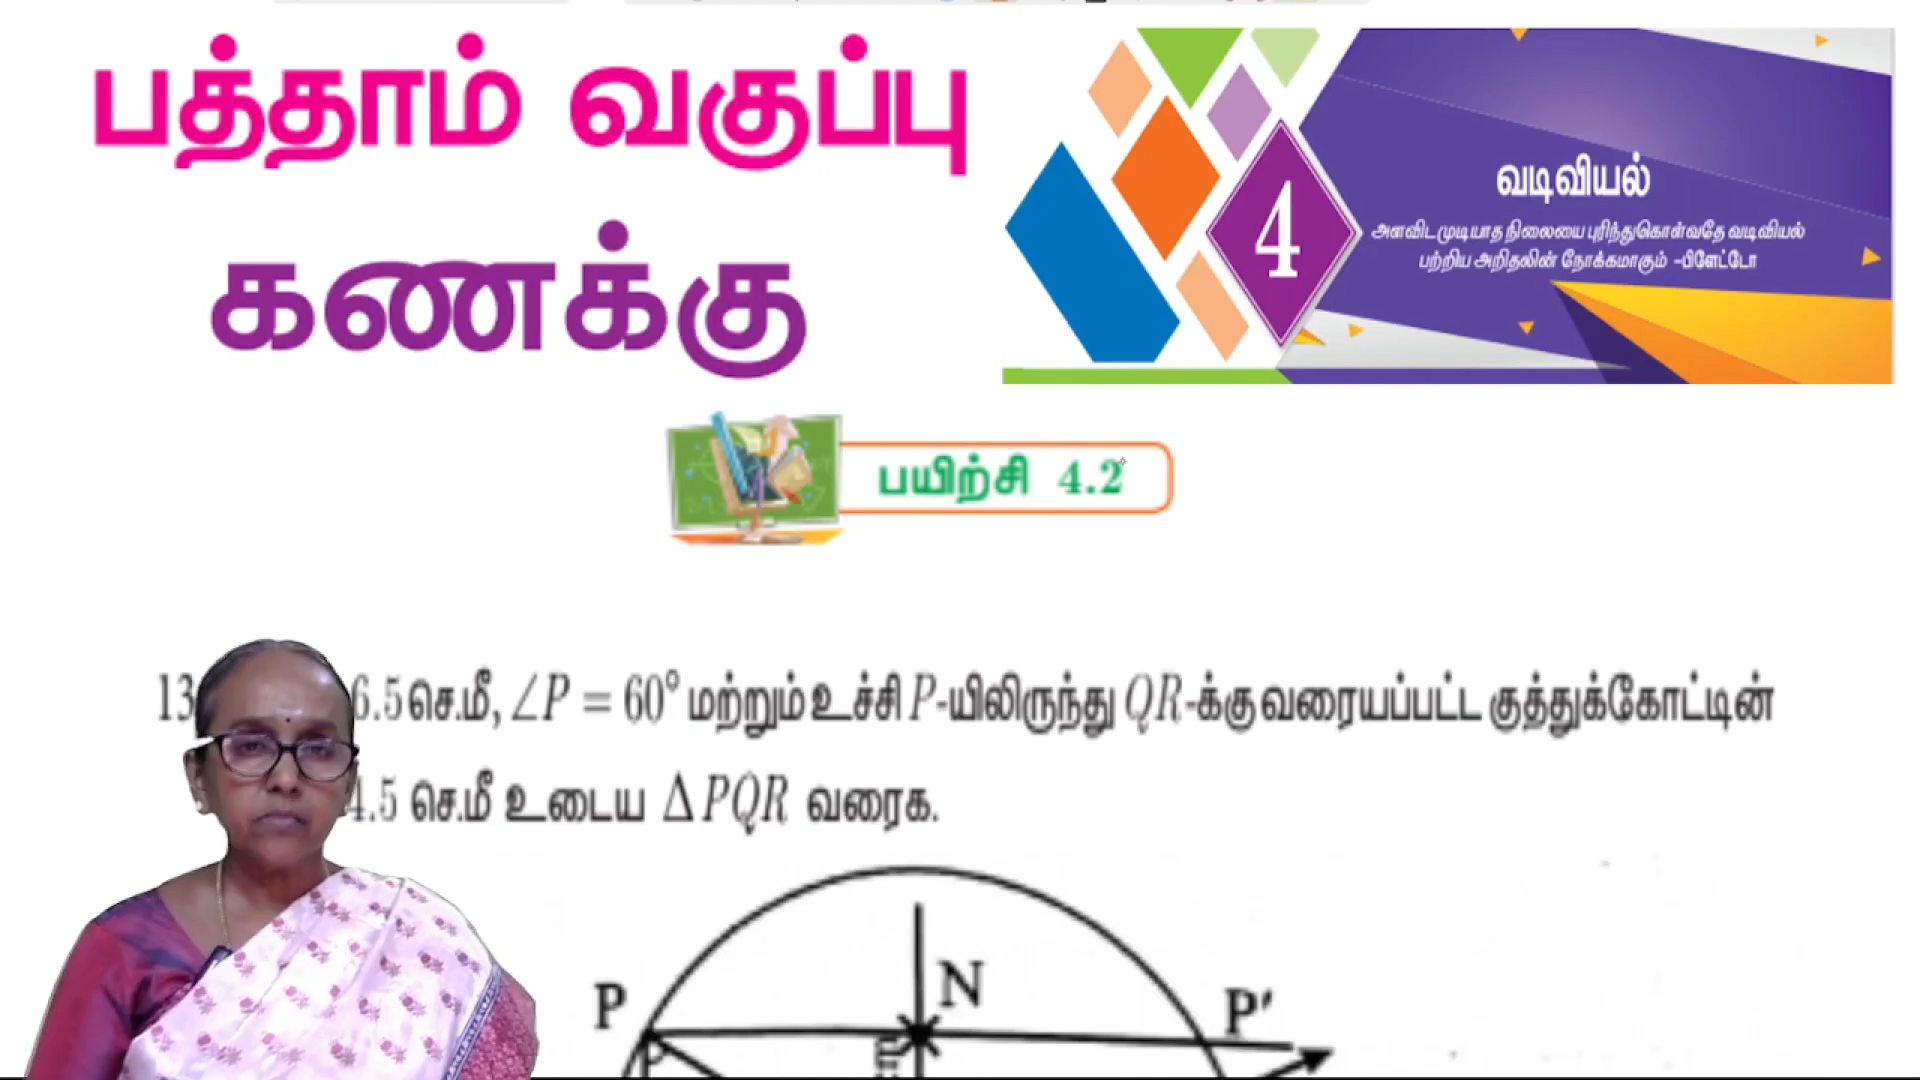 பத்தாம் வகுப்பு
கணக்கு
4
வடிவியல்
அளவிடமுடியாத நிலையை புரிந்துகொள்வதே வடிவியல்
பற்றிய அறிதலின் நோக்கமாகும் -பிளேட்டோ
பயிற்சி 4.2
13 6.5 செ.மீ, ∠P = 60° மற்றும் உச்சி P-யிலிருந்து QR-க்கு வரையப்பட்ட குத்துக்கோட்டின்
4.5 செ.மீ உடைய ΔPQR வரைக.
N
P P′